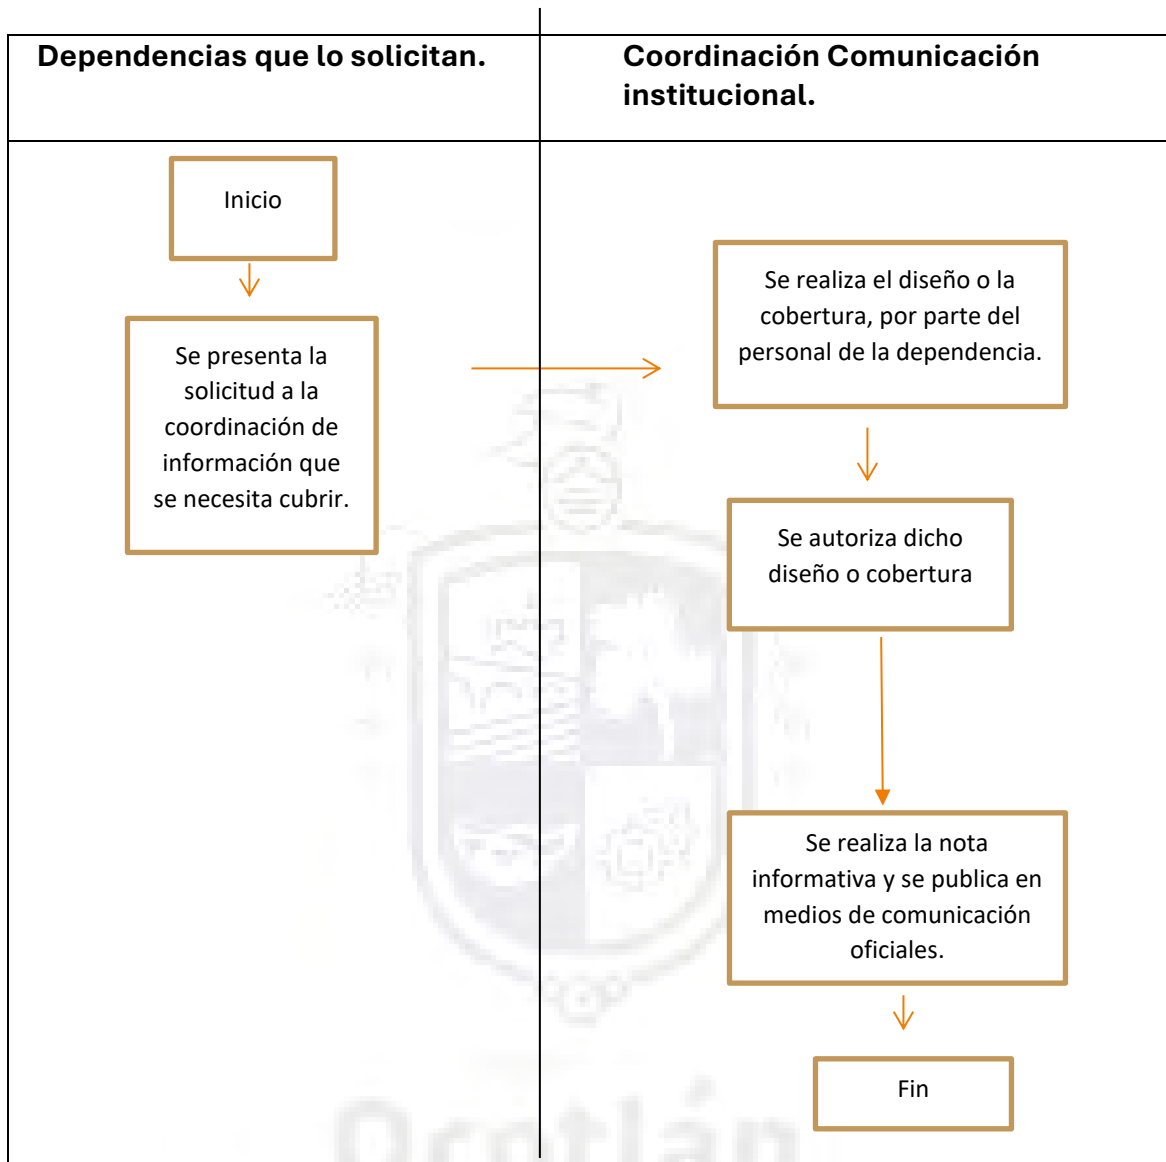 Dependencias que lo solicitan.
Coordinación Comunicación
institucional.
Inicio
Se presenta la
solicitud a la
coordinación de
información que
se necesita cubrir.
Se realiza el diseño o la
cobertura, por parte del
personal de la dependencia.
Se autoriza dicho
diseño o cobertura
Se realiza la nota
informativa y se publica en
medios de comunicación
oficiales.
Fin
Ocotlán